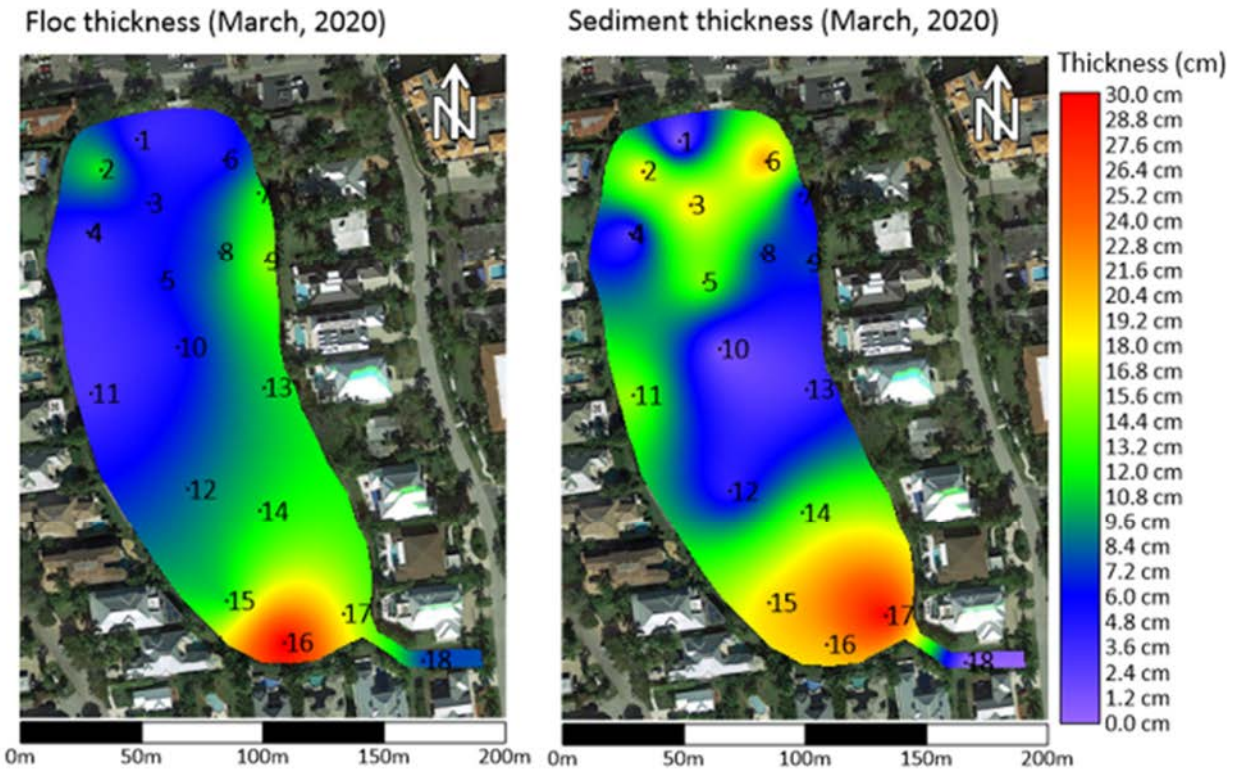 Floc thickness (March, 2020)
Sediment thickness (March, 2020)
Thickness (cm)
N
N
30.0 cm
28.8 cm
27.6 cm
26.4 cm
25.2 cm
24.0 cm
22.8 cm
21.6 cm
20.4 cm
19.2 cm
18.0 cm
16.8 cm
15.6 cm
14.4 cm
13.2 cm
12.0 cm
10.8 cm
9.6 cm
8.4 cm
7.2 cm
6.0 cm
4.8 cm
3.6 cm
2.4 cm
1.2 cm
0.0 cm
1
2
3
4
5
6
7
8
9
10
11
12
13
14
15
16
17
18
1
2
3
4
5
6
7
8
9
10
11
12
13
14
15
16
17
18
0m 50m 100m 150m 200m
0m 50m 100m 150m 200m